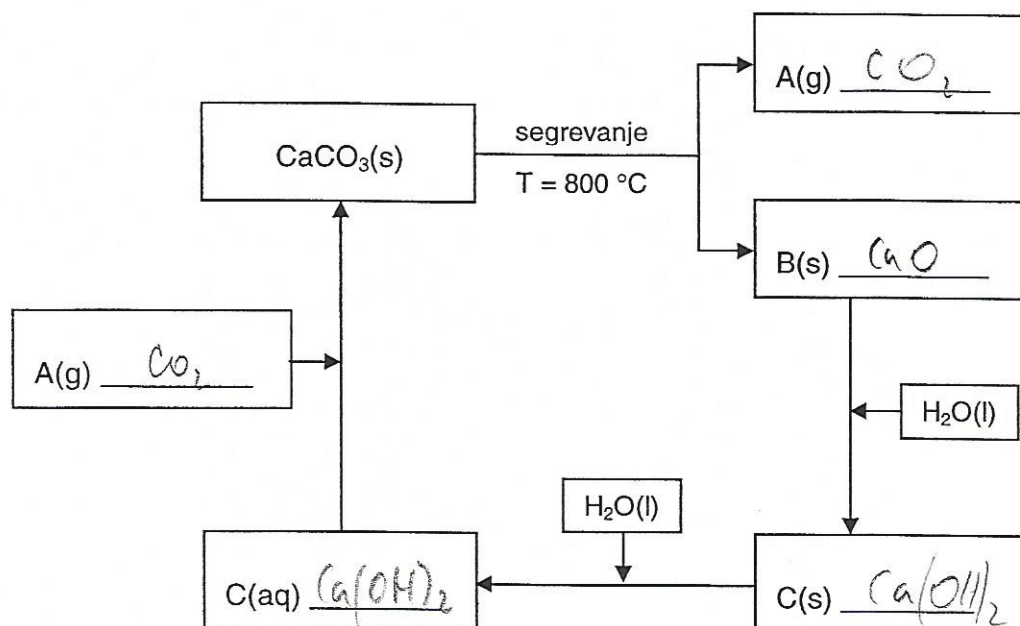 A(g) CO₂
CaCO₃(s)
segrevanje
T = 800 °C
B(s) CaO
A(g) CO₂
H₂O(l)
H₂O(l)
C(aq) Ca(OH)₂
C(s) Ca(OH)₂